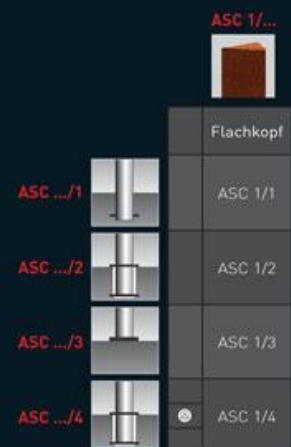 ASC 1/...
Flachkopf
ASC .../1 ASC 1/1
ASC .../2 ASC 1/2
ASC .../3 ASC 1/3
ASC .../4 ASC 1/4